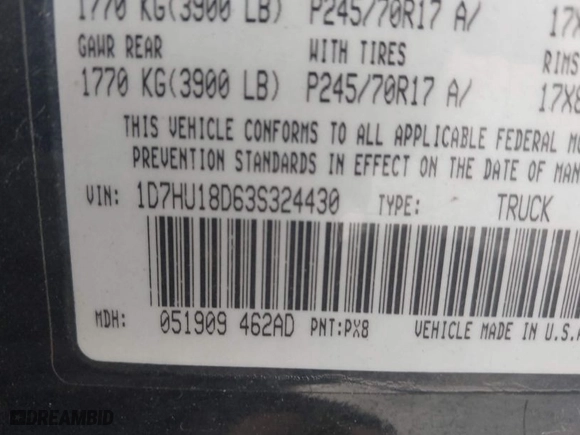 1770 KG(3900 LB) P245/70R17 A/
GAWR REAR WITH TIRES RIMS
1770 KG(3900 LB) P245/70R17 A/
THIS VEHICLE CONFORMS TO ALL APPLICABLE FEDERAL
PREVENTION STANDARDS IN EFFECT ON THE DATE OF
VIN: 1D7HU18D63S324430 TYPE: TRUCK
MDH: 051909 462AD PNT:PX8 VEHICLE MADE IN U.S.
DREAMBID